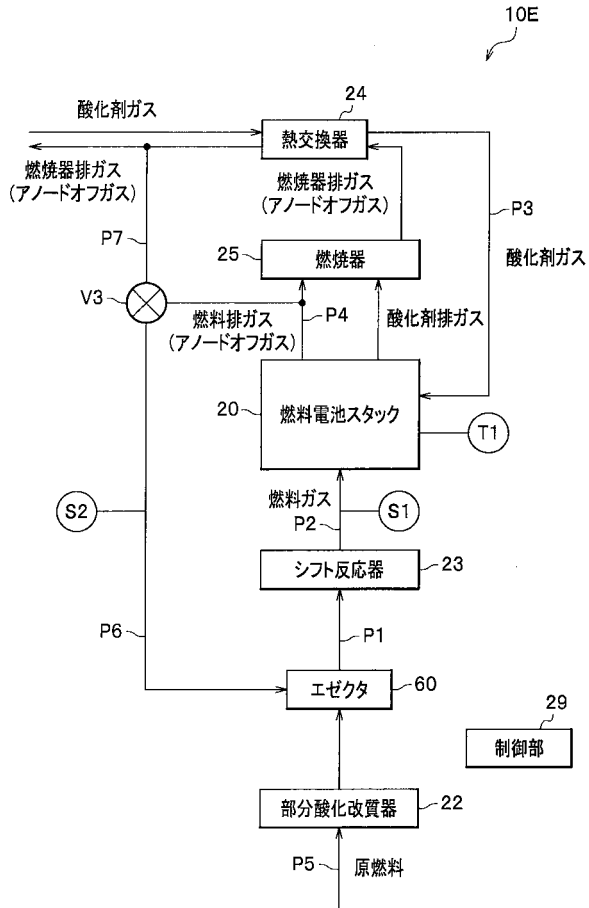 10E
酸化剤ガス
24
熱交換器
燃焼器排ガス
(アノードオフガス)
燃焼器排ガス
(アノードオフガス)
P3
P7
25
燃焼器
酸化剤ガス
V3
燃料排ガス
(アノードオフガス)
P4
酸化剤排ガス
20
燃料電池スタック
T1
燃料ガス
S2
P2
S1
シフト反応器
23
P6
P1
エゼクタ
60
29
制御部
部分酸化改質器
22
P5
原燃料